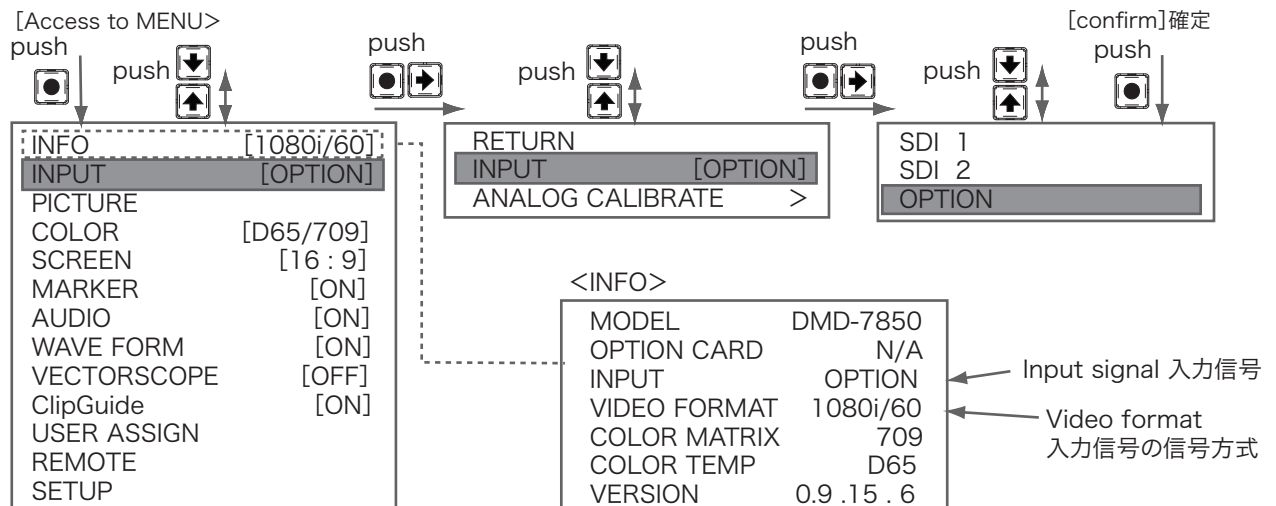 [Access to MENU>
push
push
push
push
push
push
[confirm]確定
push
INFO [1080i/60]
INPUT [OPTION]
PICTURE
COLOR [D65/709]
SCREEN [16 : 9]
MARKER [ON]
AUDIO [ON]
WAVE FORM [ON]
VECTORSCOPE [OFF]
ClipGuide [ON]
USER ASSIGN
REMOTE
SETUP
RETURN
INPUT [OPTION]
ANALOG CALIBRATE >
SDI 1
SDI 2
OPTION
<INFO>
MODEL DMD-7850
OPTION CARD N/A
INPUT OPTION
VIDEO FORMAT 1080i/60
COLOR MATRIX 709
COLOR TEMP D65
VERSION 0.9 .15 . 6
Input signal 入力信号
Video format
入力信号の信号方式